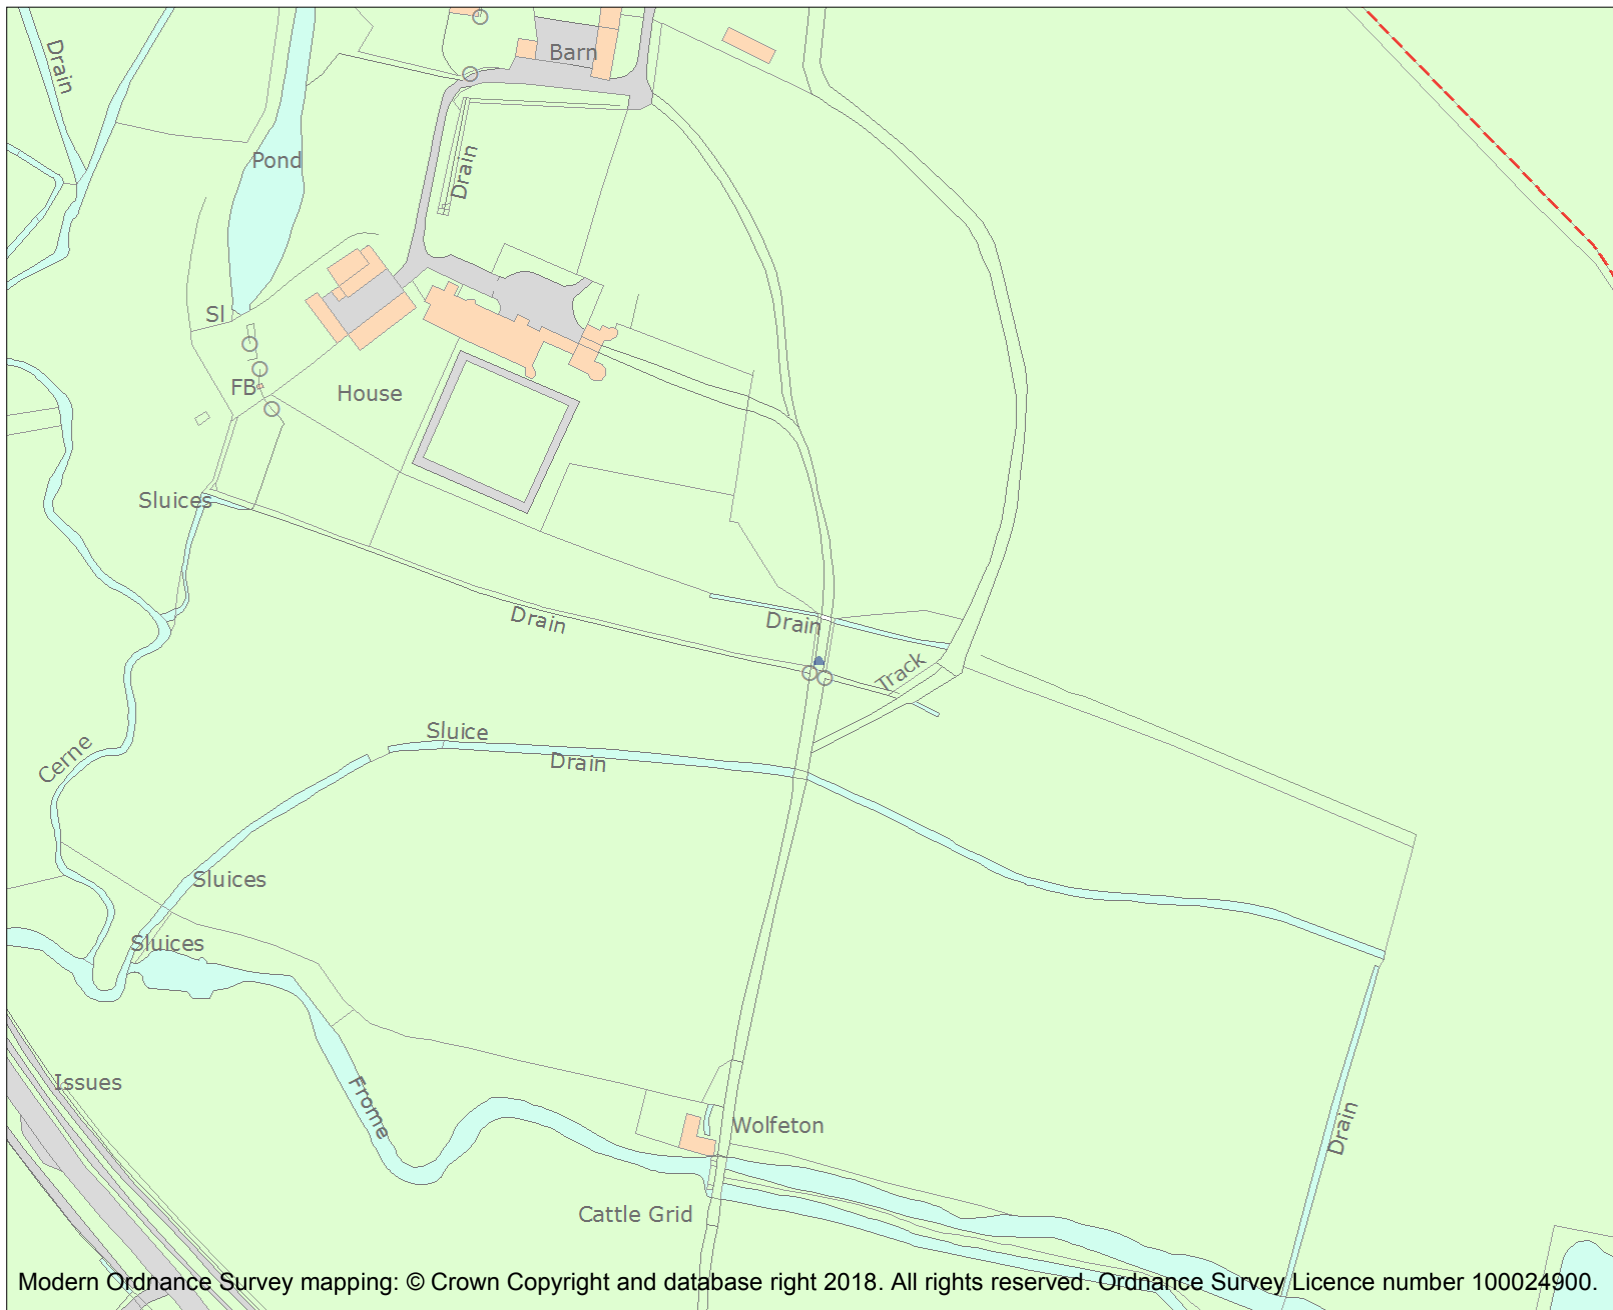 Drain
Barn
Pond
Drain
Sl
FB
House
Sluices
Drain
Drain
Track
Sluice
Drain
Cerne
Sluices
Sluices
Issues
Frome
Wolfeton
Drain
Cattle Grid
Modern Ordnance Survey mapping: © Crown Copyright and database right 2018. All rights reserved. Ordnance Survey Licence number 100024900.